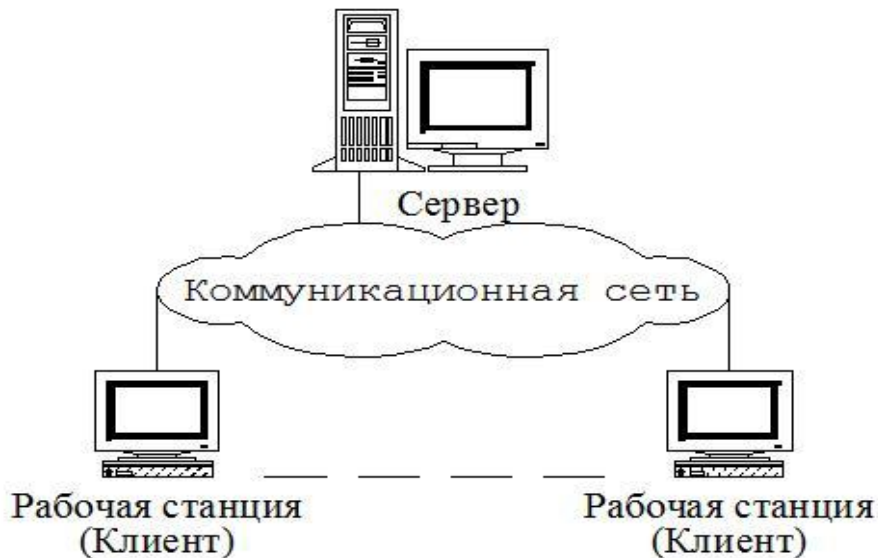 Сервер
Коммуникационная сеть
Рабочая станция
(Клиент)
Рабочая станция
(Клиент)